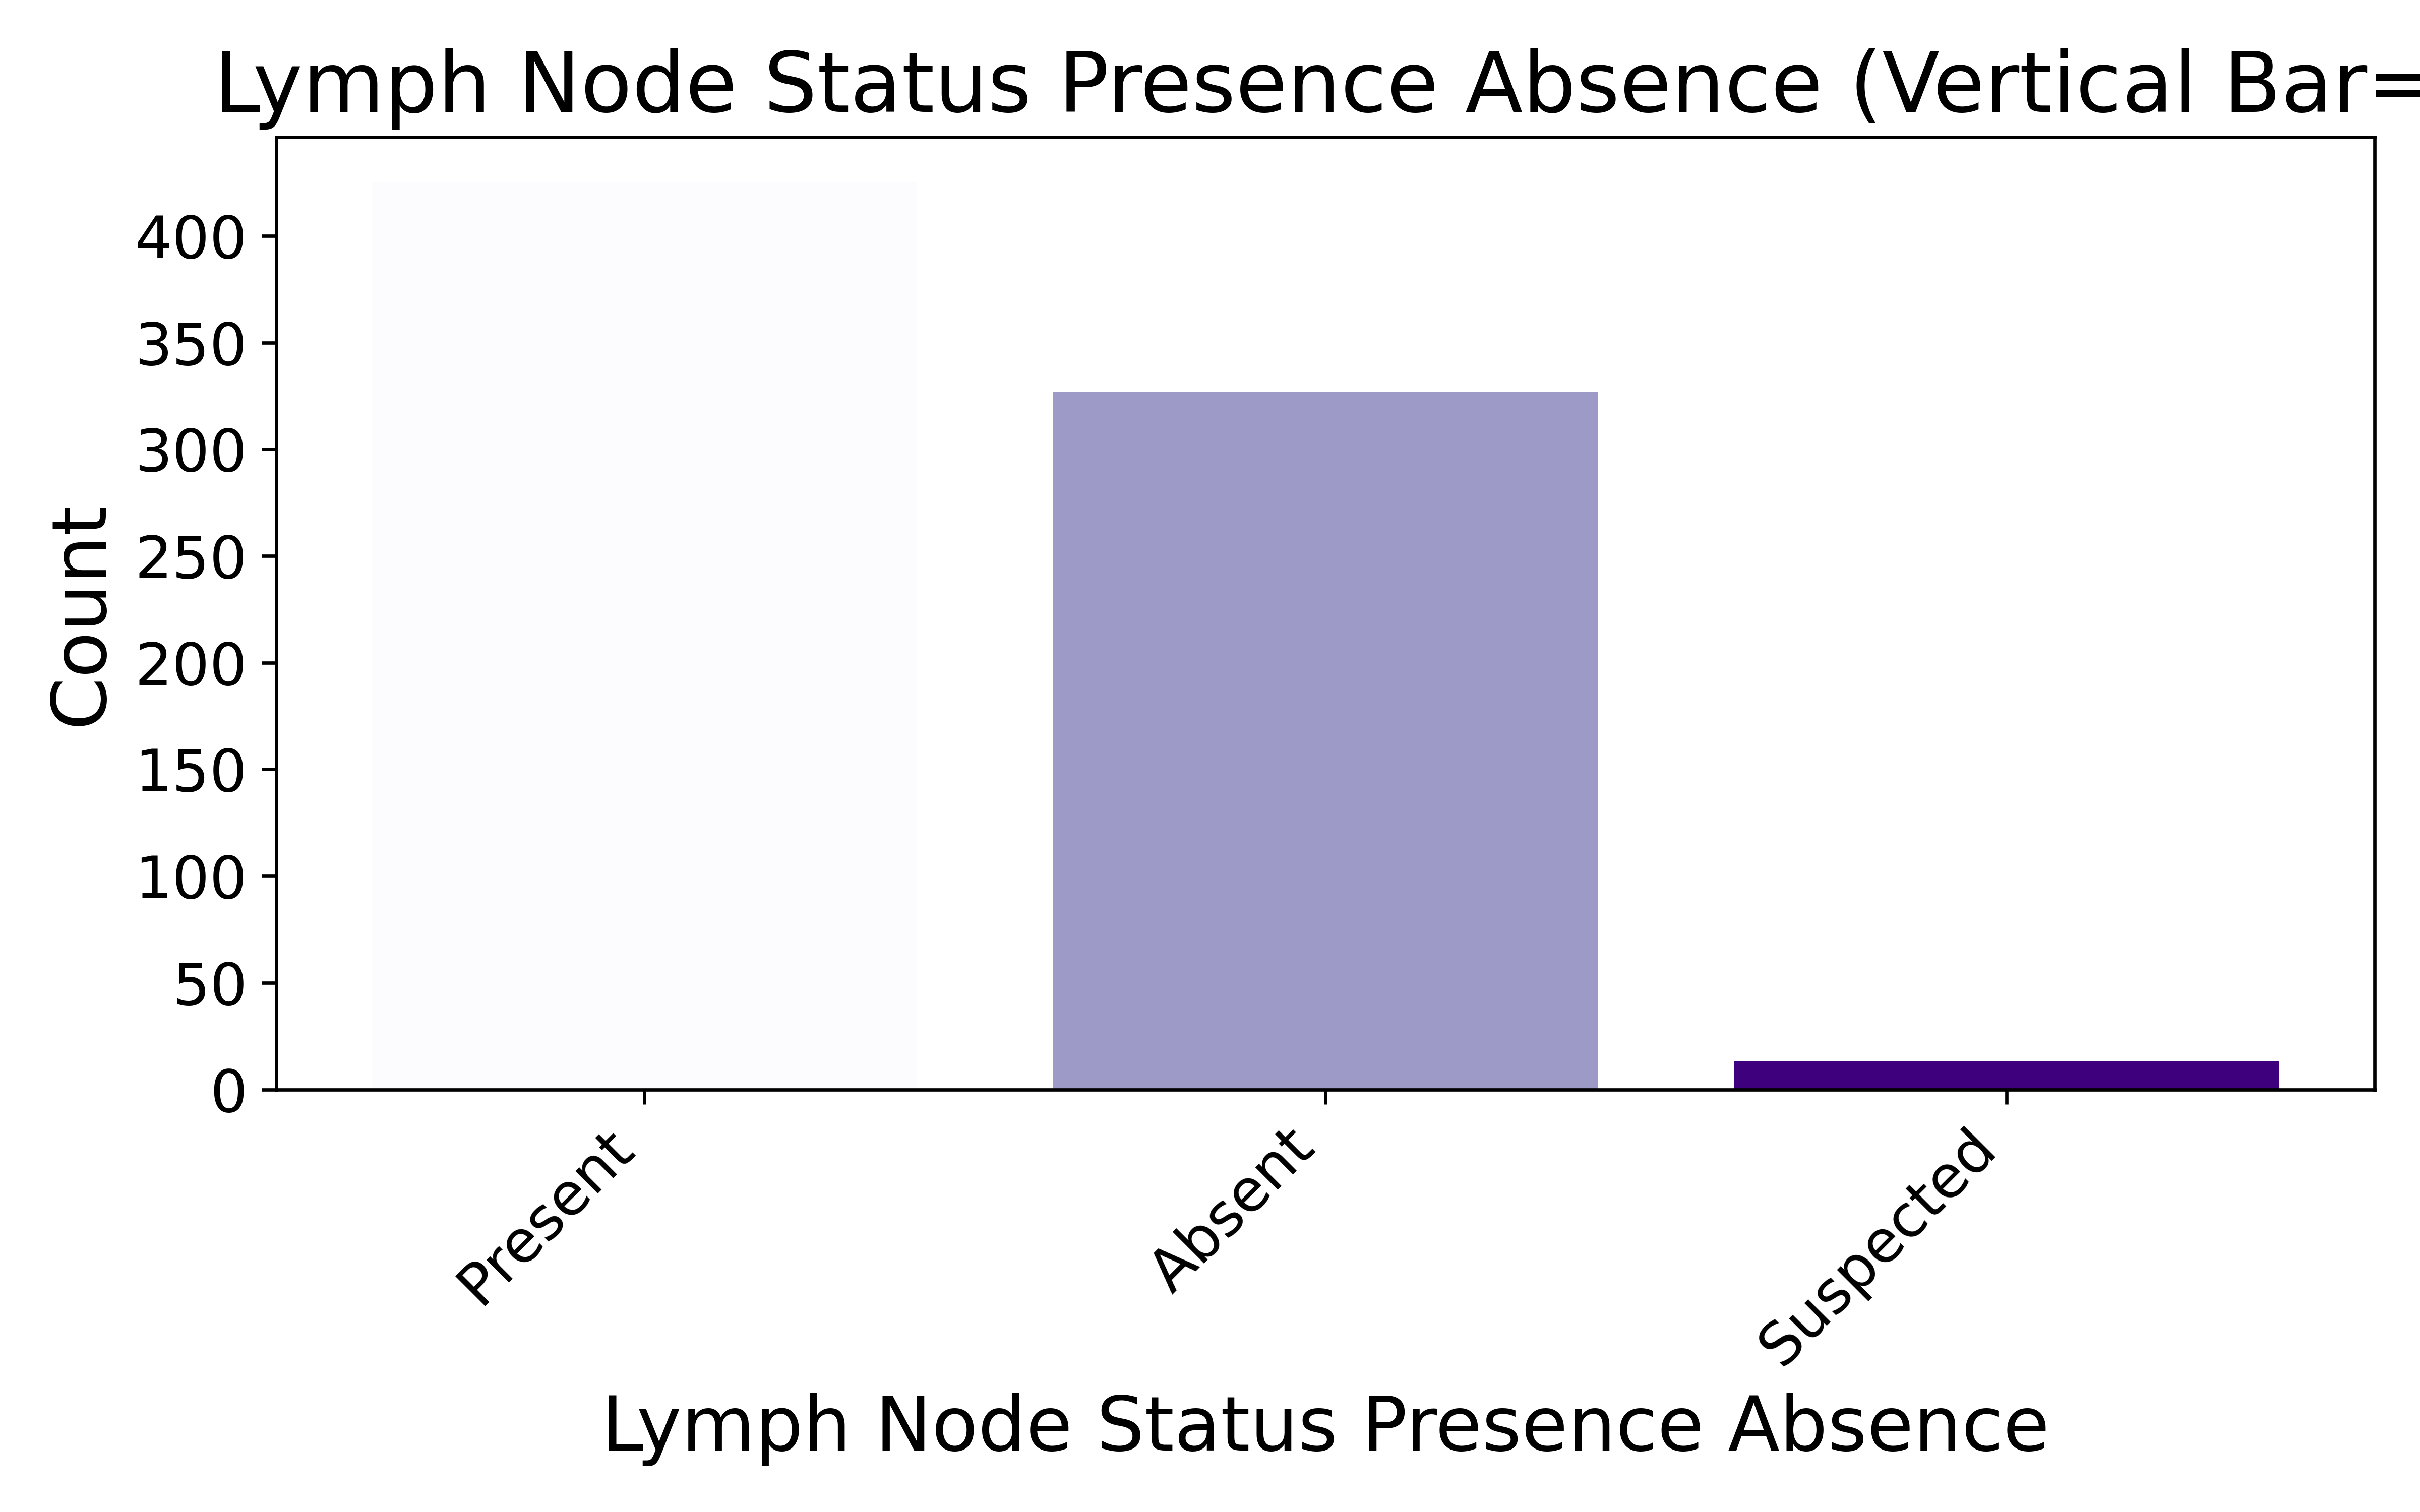 Lymph Node Status Presence Absence (Vertical Bar=
400
350
300
250
200
150
100
50
0
Count
Present
Absent
Suspected
Lymph Node Status Presence Absence